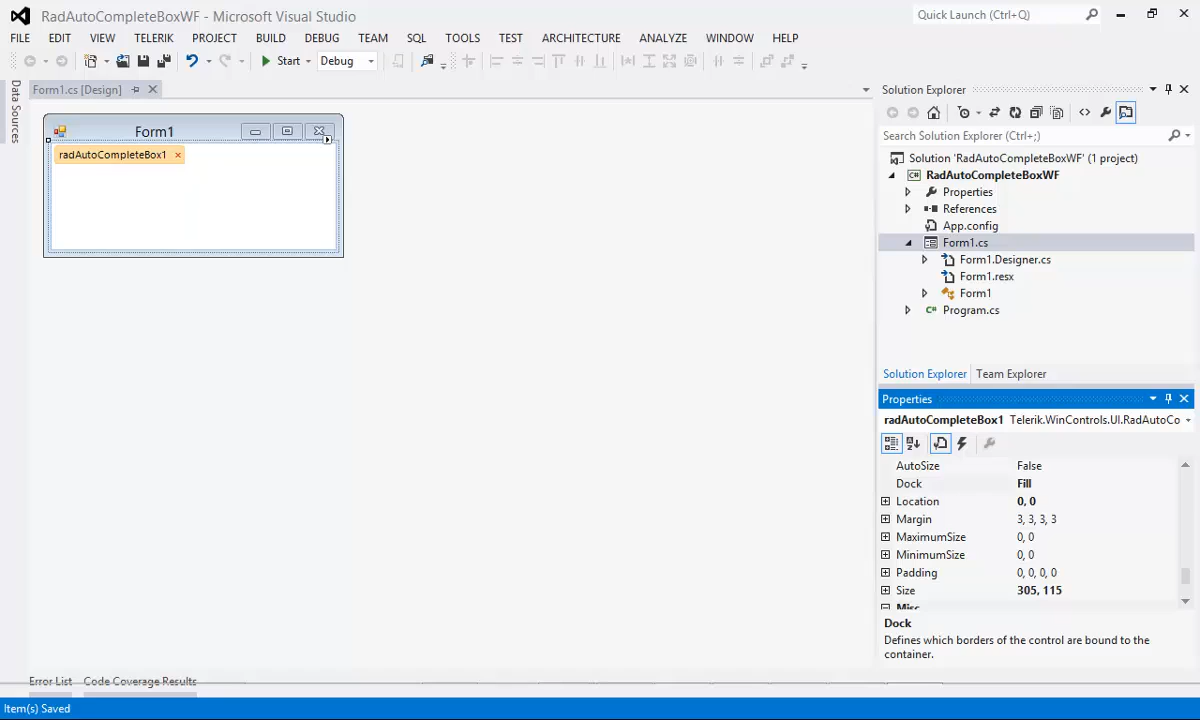 RadAutoCompleteBoxWF - Microsoft Visual Studio
Quick Launch (Ctrl+Q)
FILE EDIT VIEW TELERIK PROJECT BUILD DEBUG TEAM SQL TOOLS TEST ARCHITECTURE ANALYZE WINDOW HELP
Start Debug
Data Sources
Form1.cs [Design]
Form1
radAutoCompleteBox1
Solution Explorer
Search Solution Explorer (Ctrl+;)
Solution 'RadAutoCompleteBoxWF' (1 project)
RadAutoCompleteBoxWF
Properties
References
App.config
Form1.cs
Form1.Designer.cs
Form1.resx
Form1
Program.cs
Solution Explorer Team Explorer
Properties
radAutoCompleteBox1 Telerik.WinControls.UI.RadAutoCo
AutoSize False
Dock Fill
Location 0, 0
Margin 3, 3, 3, 3
MaximumSize 0, 0
MinimumSize 0, 0
Padding 0, 0, 0, 0
Size 305, 115
Misc
Dock
Defines which borders of the control are bound to the
container.
Error List Code Coverage Results
Item(s) Saved